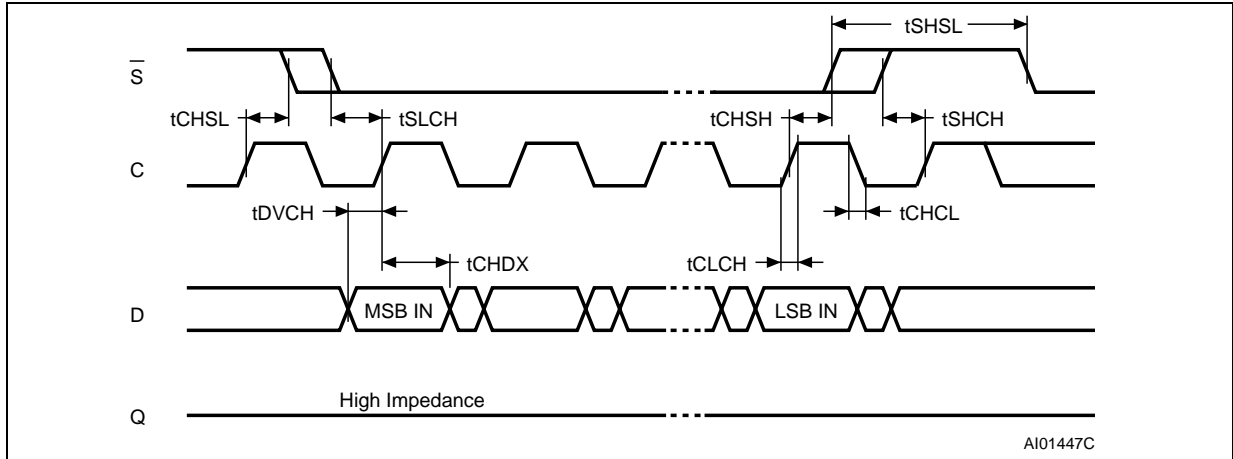 tSHSL
S̅
tCHSL
tSLCH
tCHSH
tSHCH
C
tDVCH
tCHCL
tCHDX
tCLCH
D
MSB IN
LSB IN
High Impedance
Q
AI01447C